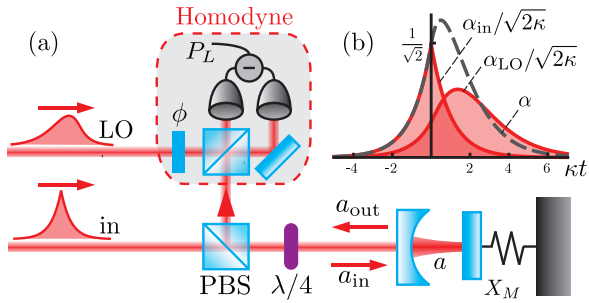 Homodyne
(a)
P_L
−
ϕ
LO
in
PBS
λ/4
a_out
a_in
a
X_M
(b)
α_in/√2κ
α_LO/√2κ
α
1/√2
-4 -2 2 4 6
κt